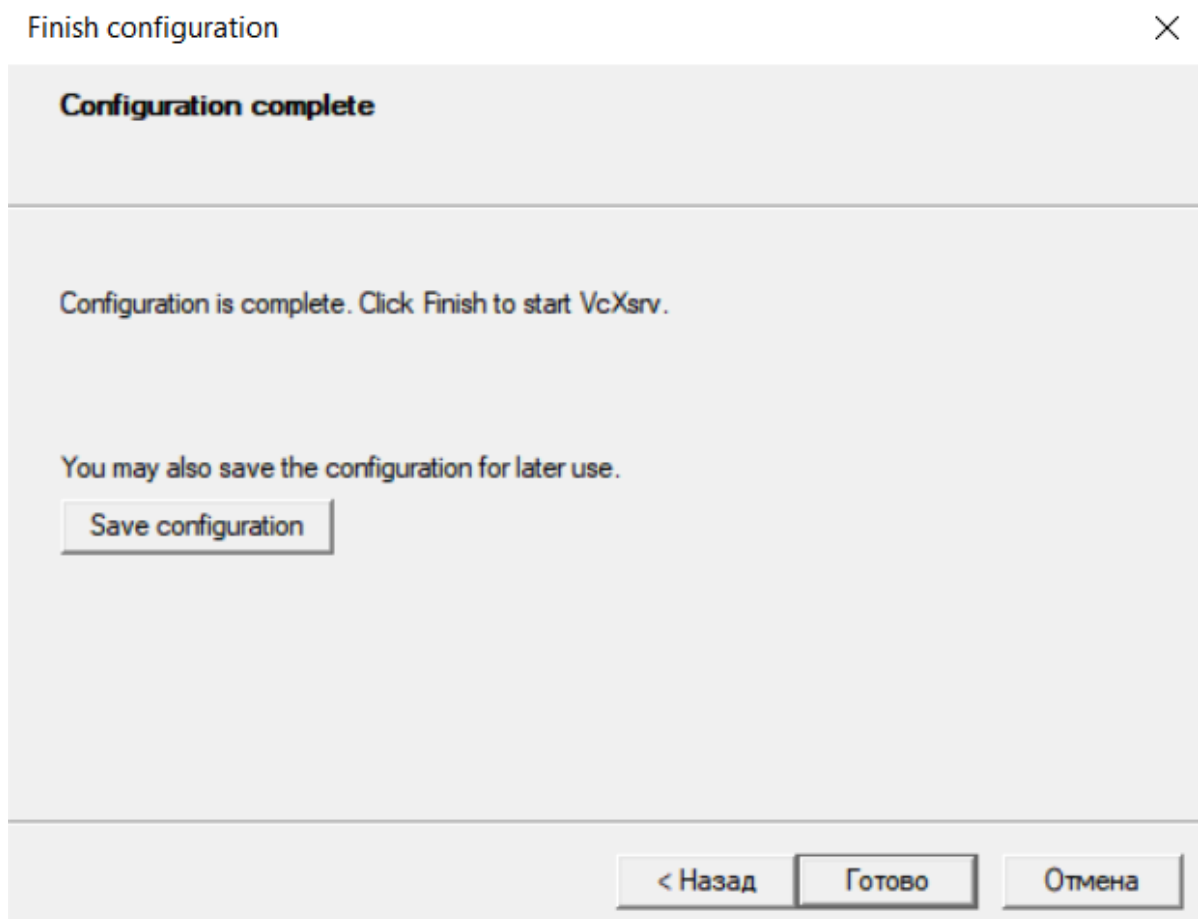 Finish configuration
Configuration complete
Configuration is complete. Click Finish to start VcXsrv.
You may also save the configuration for later use.
Save configuration
< Назад
Готово
Отмена